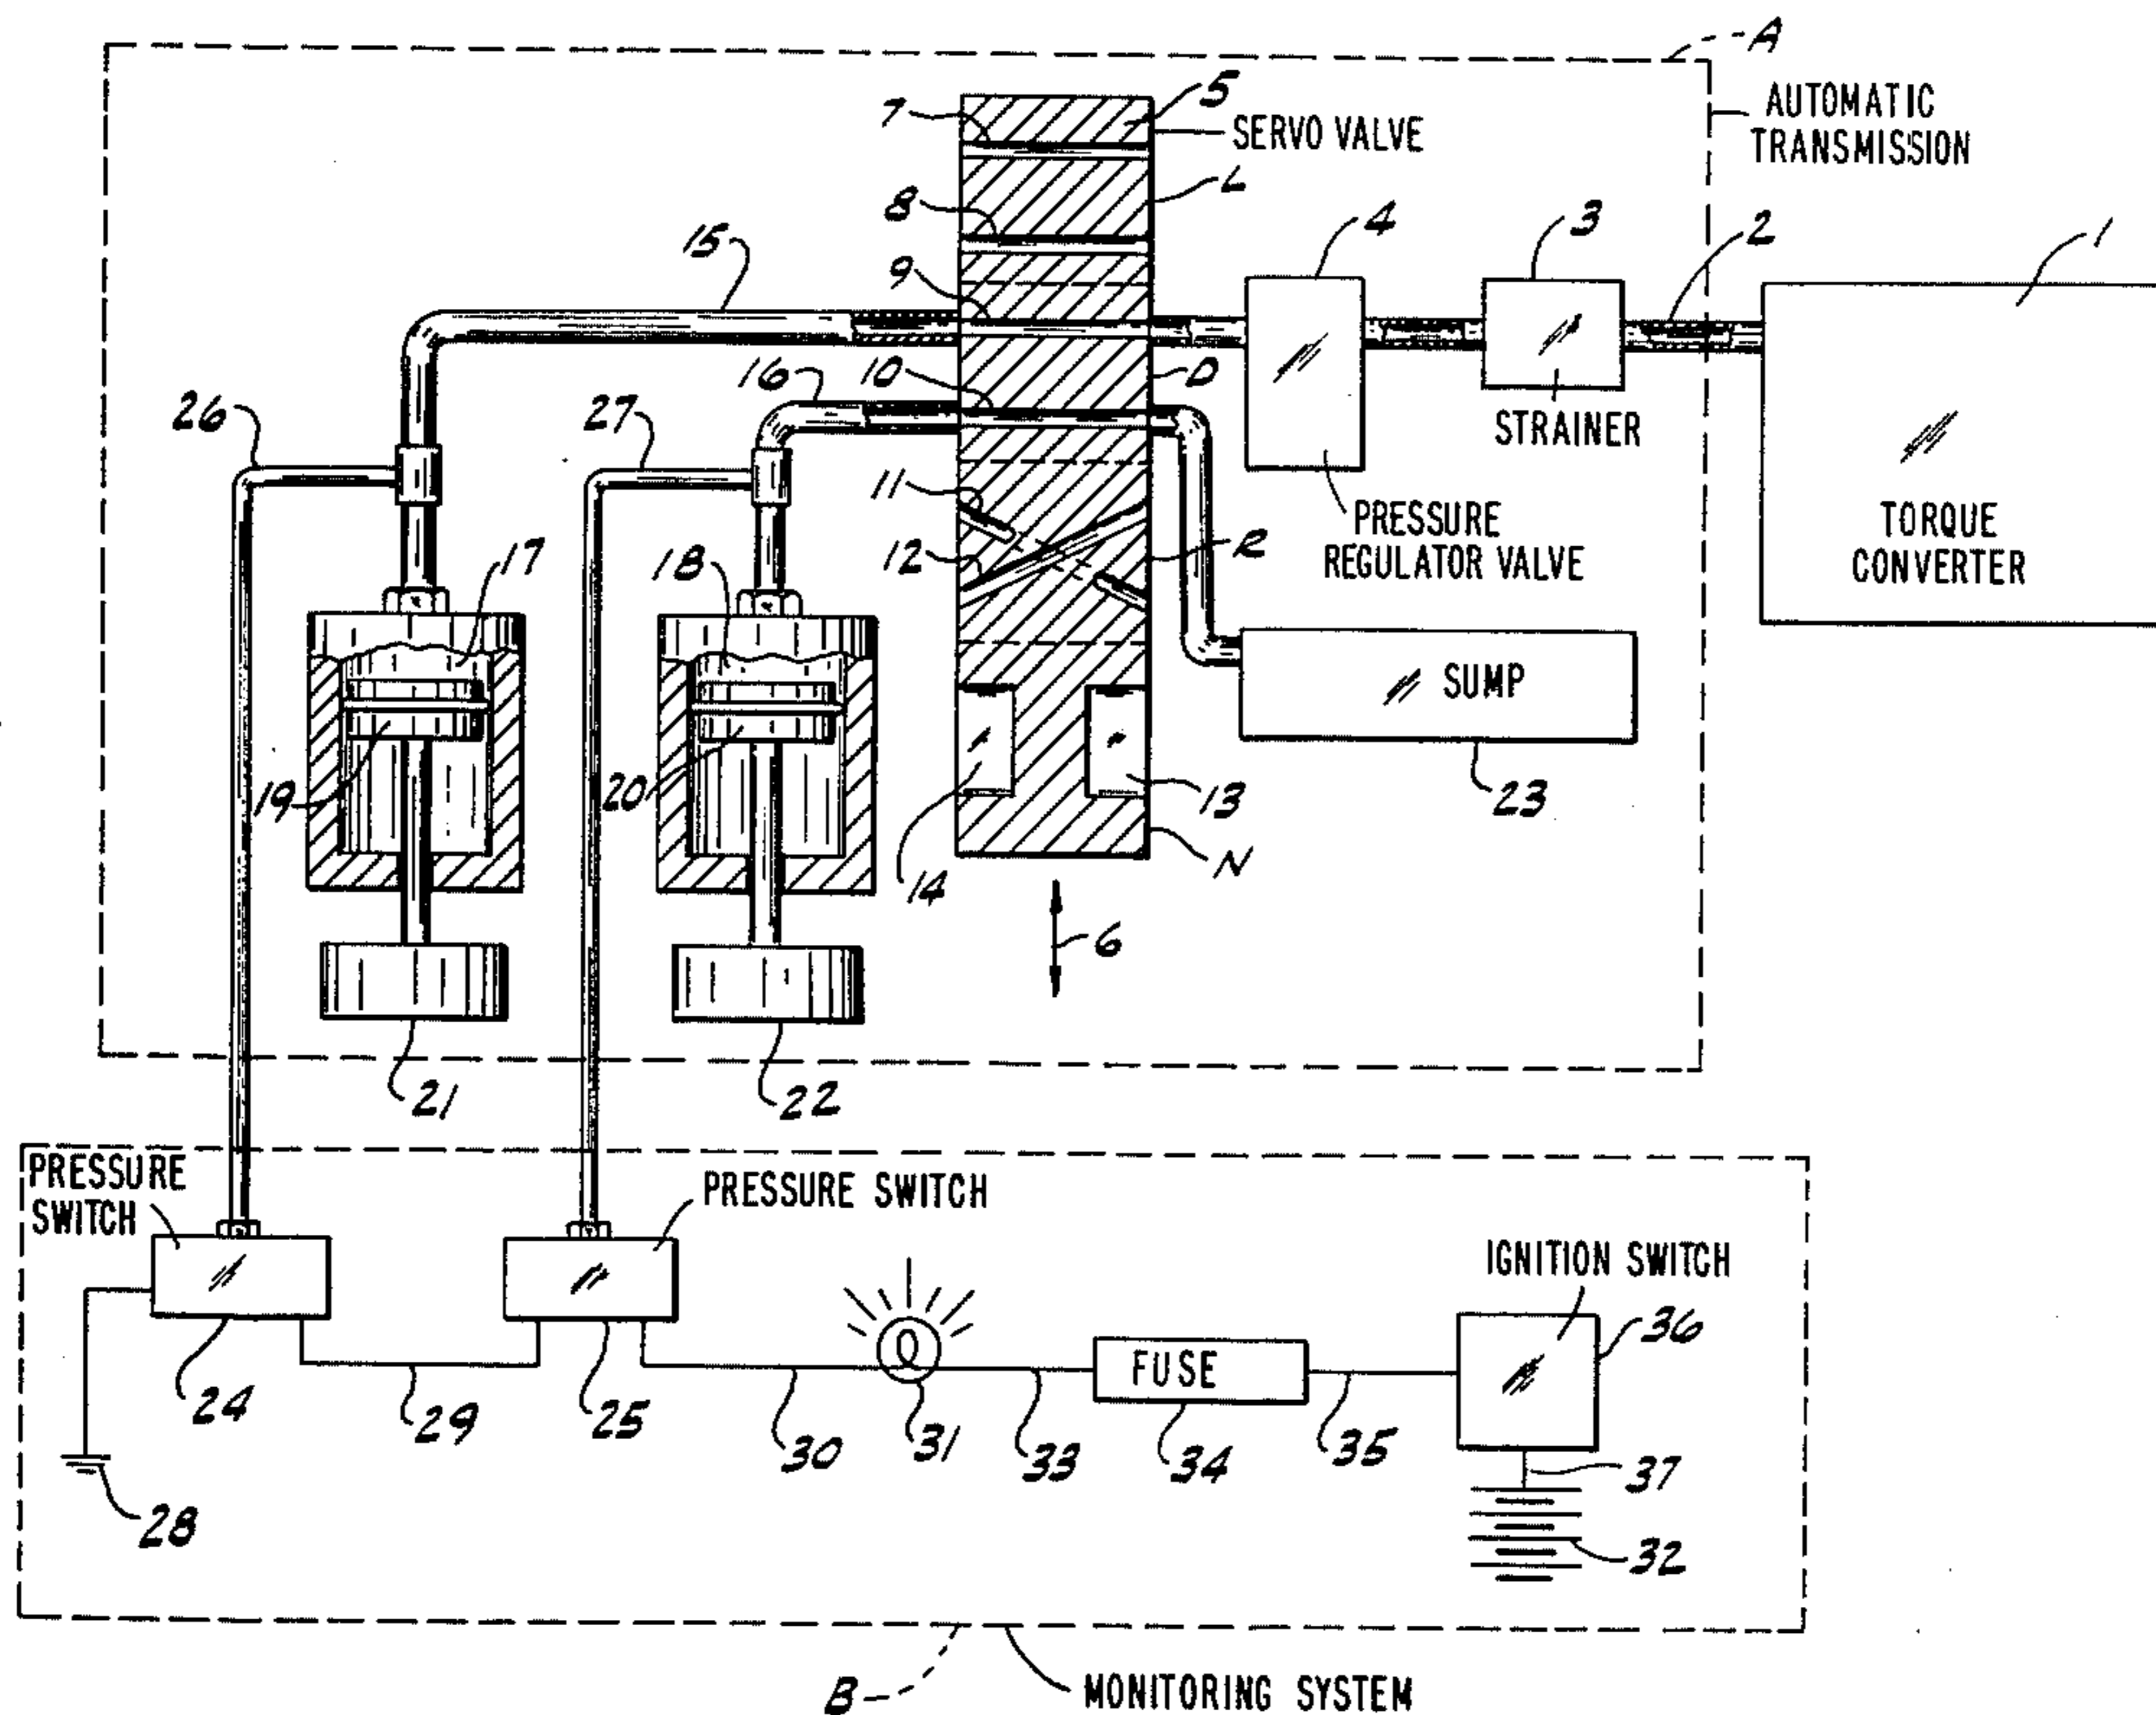 A
AUTOMATIC
TRANSMISSION
5
7
SERVO VALVE
L
8
4
3
2
1
15
9
16
10
D
26
27
STRAINER
11
PRESSURE
REGULATOR VALVE
TORQUE
CONVERTER
17
18
12
R
SUMP
19
20
13
23
14
N
6
21
22
PRESSURE
SWITCH
PRESSURE SWITCH
IGNITION SWITCH
36
FUSE
24
29
25
30
31
33
34
35
37
28
32
B
MONITORING SYSTEM